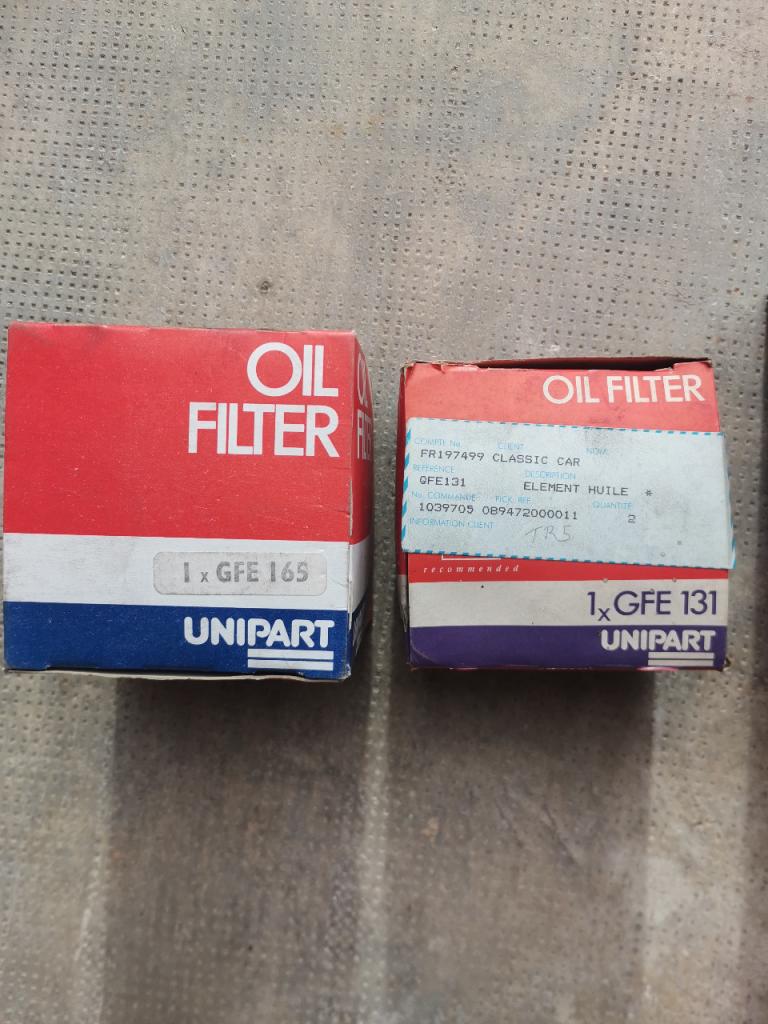 OIL
FILTER
1 x GFE 165
UNIPART
OIL FILTER
COMPTE No. CLIENT NOM
FR197499 CLASSIC CAR
REFERENCE DESCRIPTION
GFE131 ELEMENT HUILE *
No. COMMANDE PICK. REF. QUANTITE
1039705 089472000011 2
INFORMATION CLIENT
TR5
recommended
1x GFE 131
UNIPART